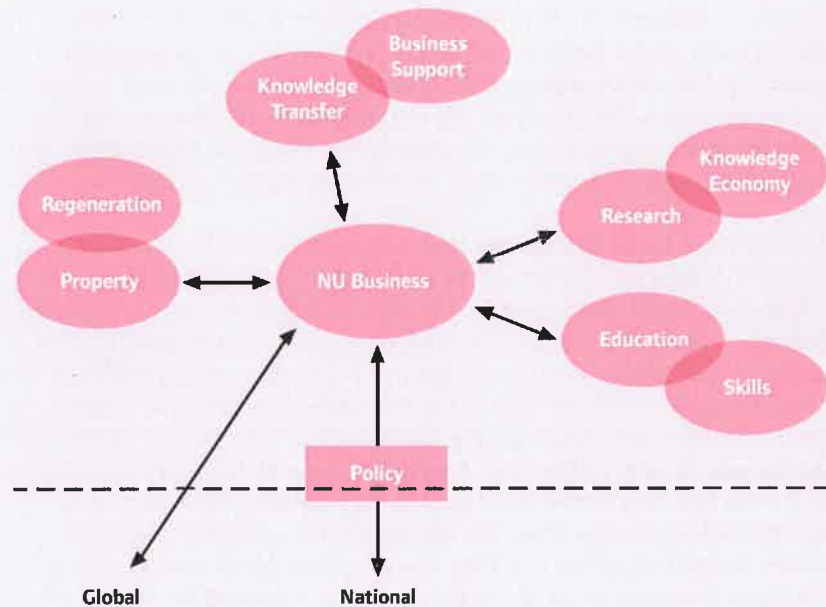 Business
Support
Knowledge
Transfer
Knowledge
Economy
Regeneration
Research
Property
NU Business
Education
Skills
Policy
Global
National